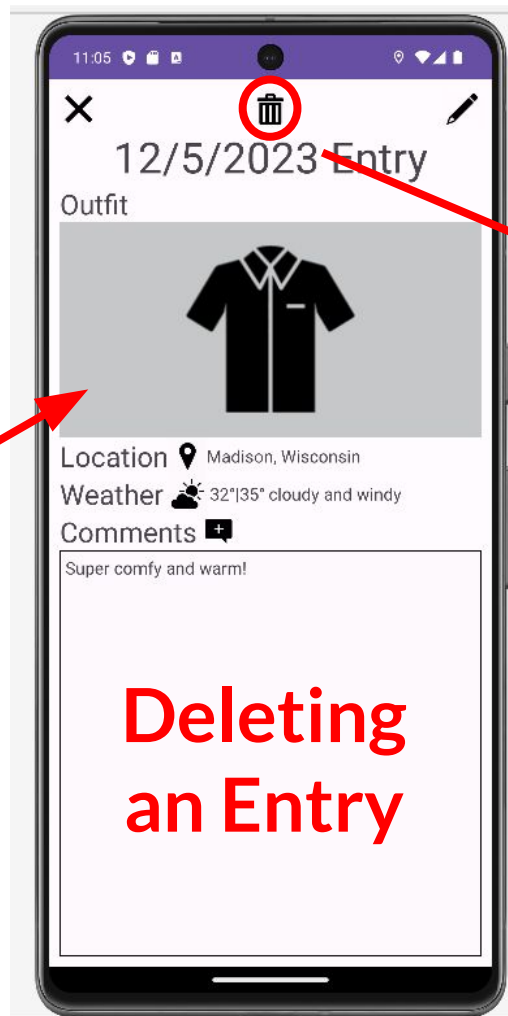 11:05
12/5/2023 Entry
Outfit
Location Madison, Wisconsin
Weather 32°|35° cloudy and windy
Comments
Super comfy and warm!
Deleting
an Entry